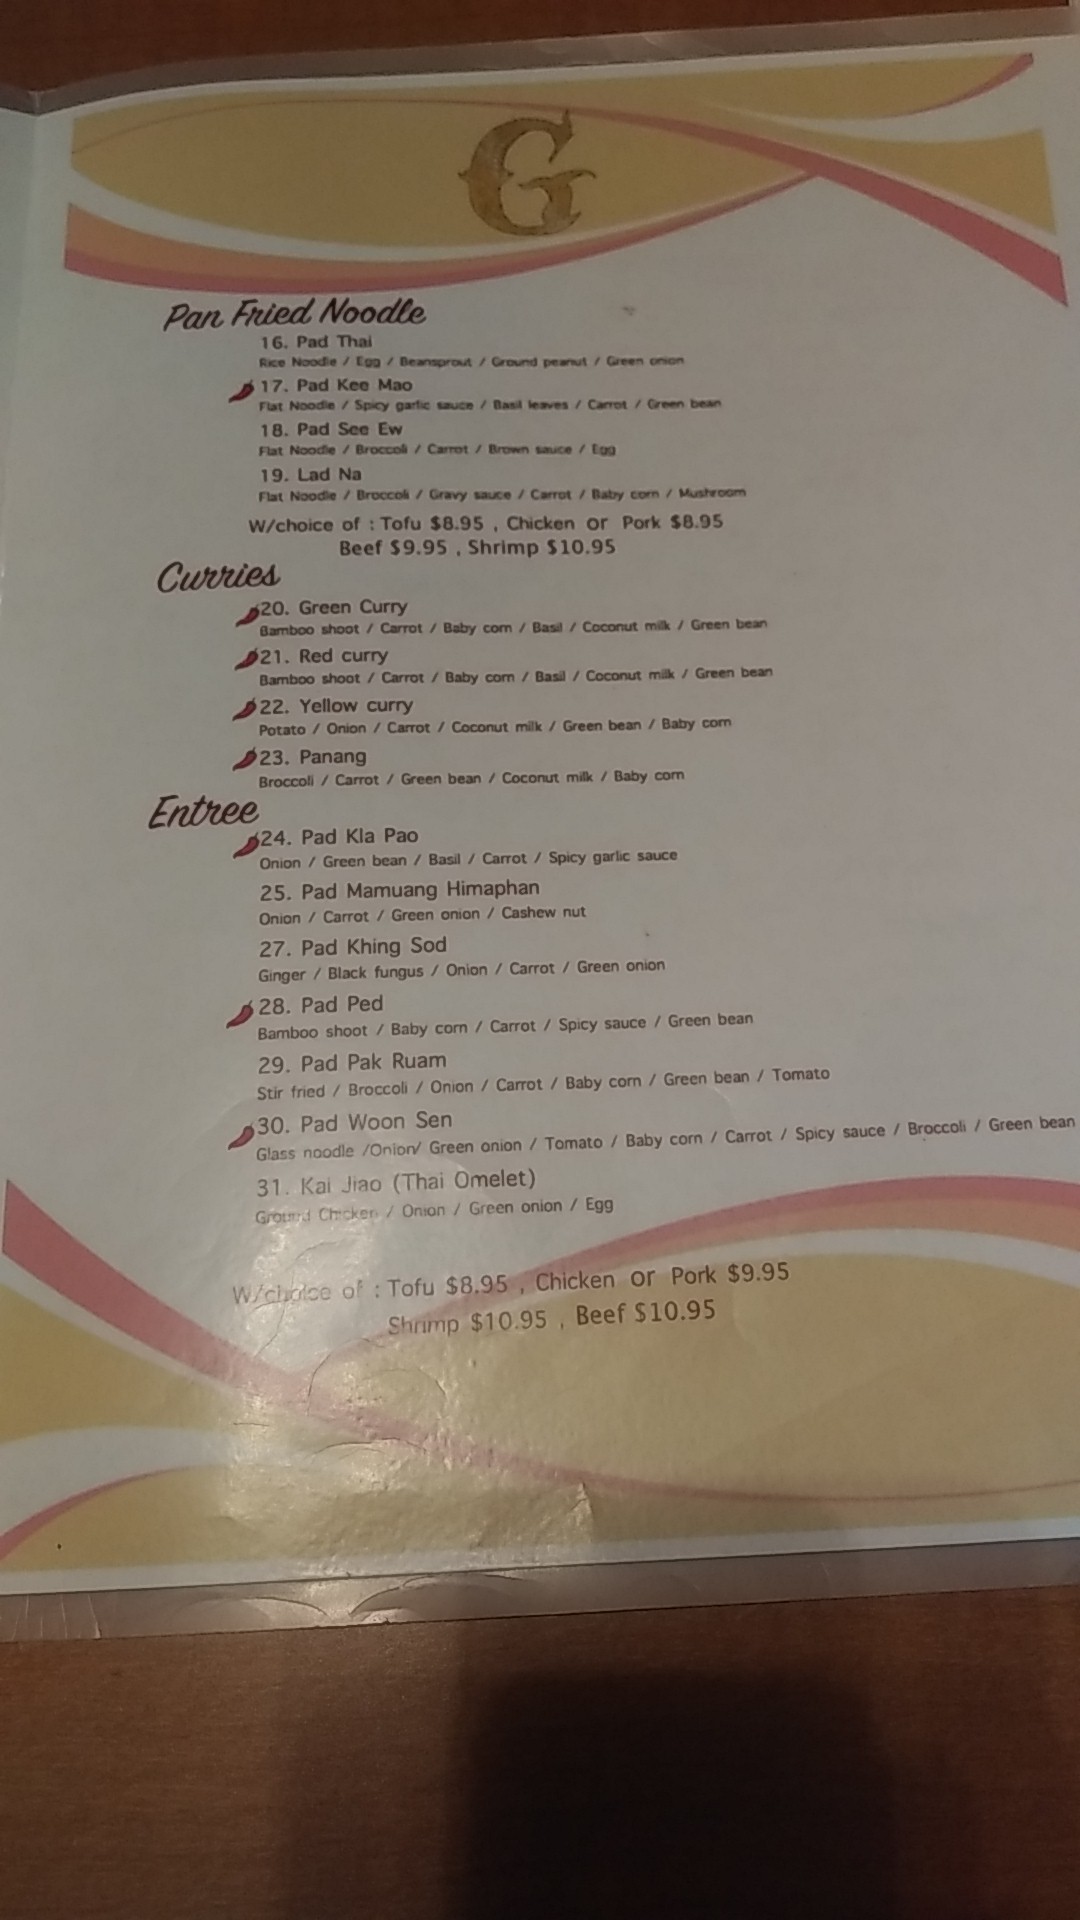 G
Pan Fried Noodle
16. Pad Thai
Rice Noodle / Egg / Beansprout / Ground peanut / Green onion
17. Pad Kee Mao
Flat Noodle / Spicy garlic sauce / Basil leaves / Carrot / Green bean
18. Pad See Ew
Flat Noodle / Broccoli / Carrot / Brown sauce / Egg
19. Lad Na
Flat Noodle / Broccoli / Gravy sauce / Carrot / Baby corn / Mushroom
W/choice of : Tofu $8.95 , Chicken or Pork $8.95
Beef $9.95 , Shrimp $10.95
Curries
20. Green Curry
Bamboo shoot / Carrot / Baby corn / Basil / Coconut milk / Green bean
21. Red curry
Bamboo shoot / Carrot / Baby corn / Basil / Coconut milk / Green bean
22. Yellow curry
Potato / Onion / Carrot / Coconut milk / Green bean / Baby corn
23. Panang
Broccoli / Carrot / Green bean / Coconut milk / Baby corn
Entree
24. Pad Kla Pao
Onion / Green bean / Basil / Carrot / Spicy garlic sauce
25. Pad Mamuang Himaphan
Onion / Carrot / Green onion / Cashew nut
27. Pad Khing Sod
Ginger / Black fungus / Onion / Carrot / Green onion
28. Pad Ped
Bamboo shoot / Baby corn / Carrot / Spicy sauce / Green bean
29. Pad Pak Ruam
Stir fried / Broccoli / Onion / Carrot / Baby corn / Green bean / Tomato
30. Pad Woon Sen
Glass noodle /Onion/ Green onion / Tomato / Baby corn / Carrot / Spicy sauce / Broccoli / Green bean
31. Kai Jiao (Thai Omelet)
Ground Chicken / Onion / Green onion / Egg
W/choice of : Tofu $8.95 , Chicken or Pork $9.95
Shrimp $10.95 , Beef $10.95